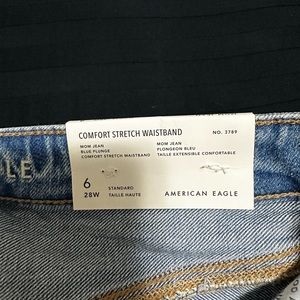 COMFORT STRETCH WAISTBAND NO. 3789
MOM JEAN MOM JEAN
BLUE PLUNGE PLONGEON BLEU
COMFORT STRETCH WAISTBAND TAILLE EXTENSIBLE CONFORTABLE
LE
6 STANDARD
28W TAILLE HAUTE
AMERICAN EAGLE